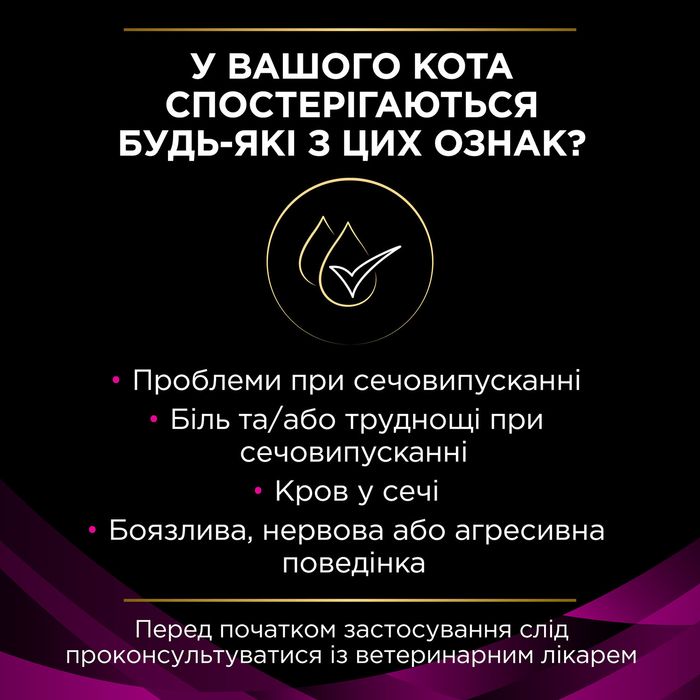 У ВАШОГО КОТА
СПОСТЕРІГАЮТЬСЯ
БУДЬ-ЯКІ З ЦИХ ОЗНАК?
• Проблеми при сечовипусканні
• Біль та/або труднощі при
сечовипусканні
• Кров у сечі
• Боязлива, нервова або агресивна
поведінка
Перед початком застосування слід
проконсультуватися із ветеринарним лікарем